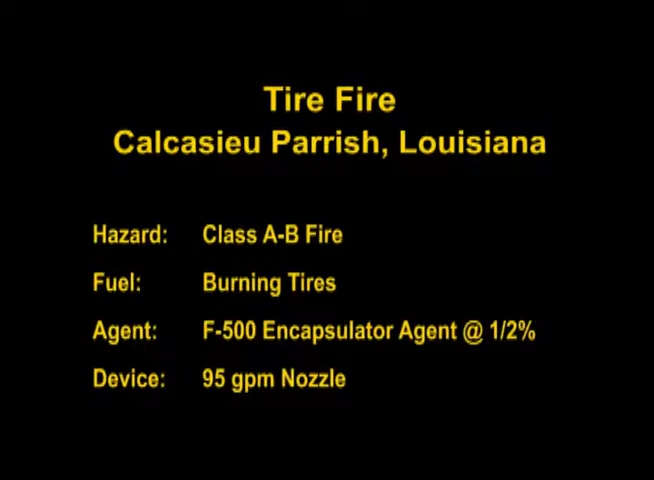 Tire Fire
Calcasieu Parrish, Louisiana
Hazard: Class A-B Fire
Fuel: Burning Tires
Agent: F-500 Encapsulator Agent @ 1/2%
Device: 95 gpm Nozzle